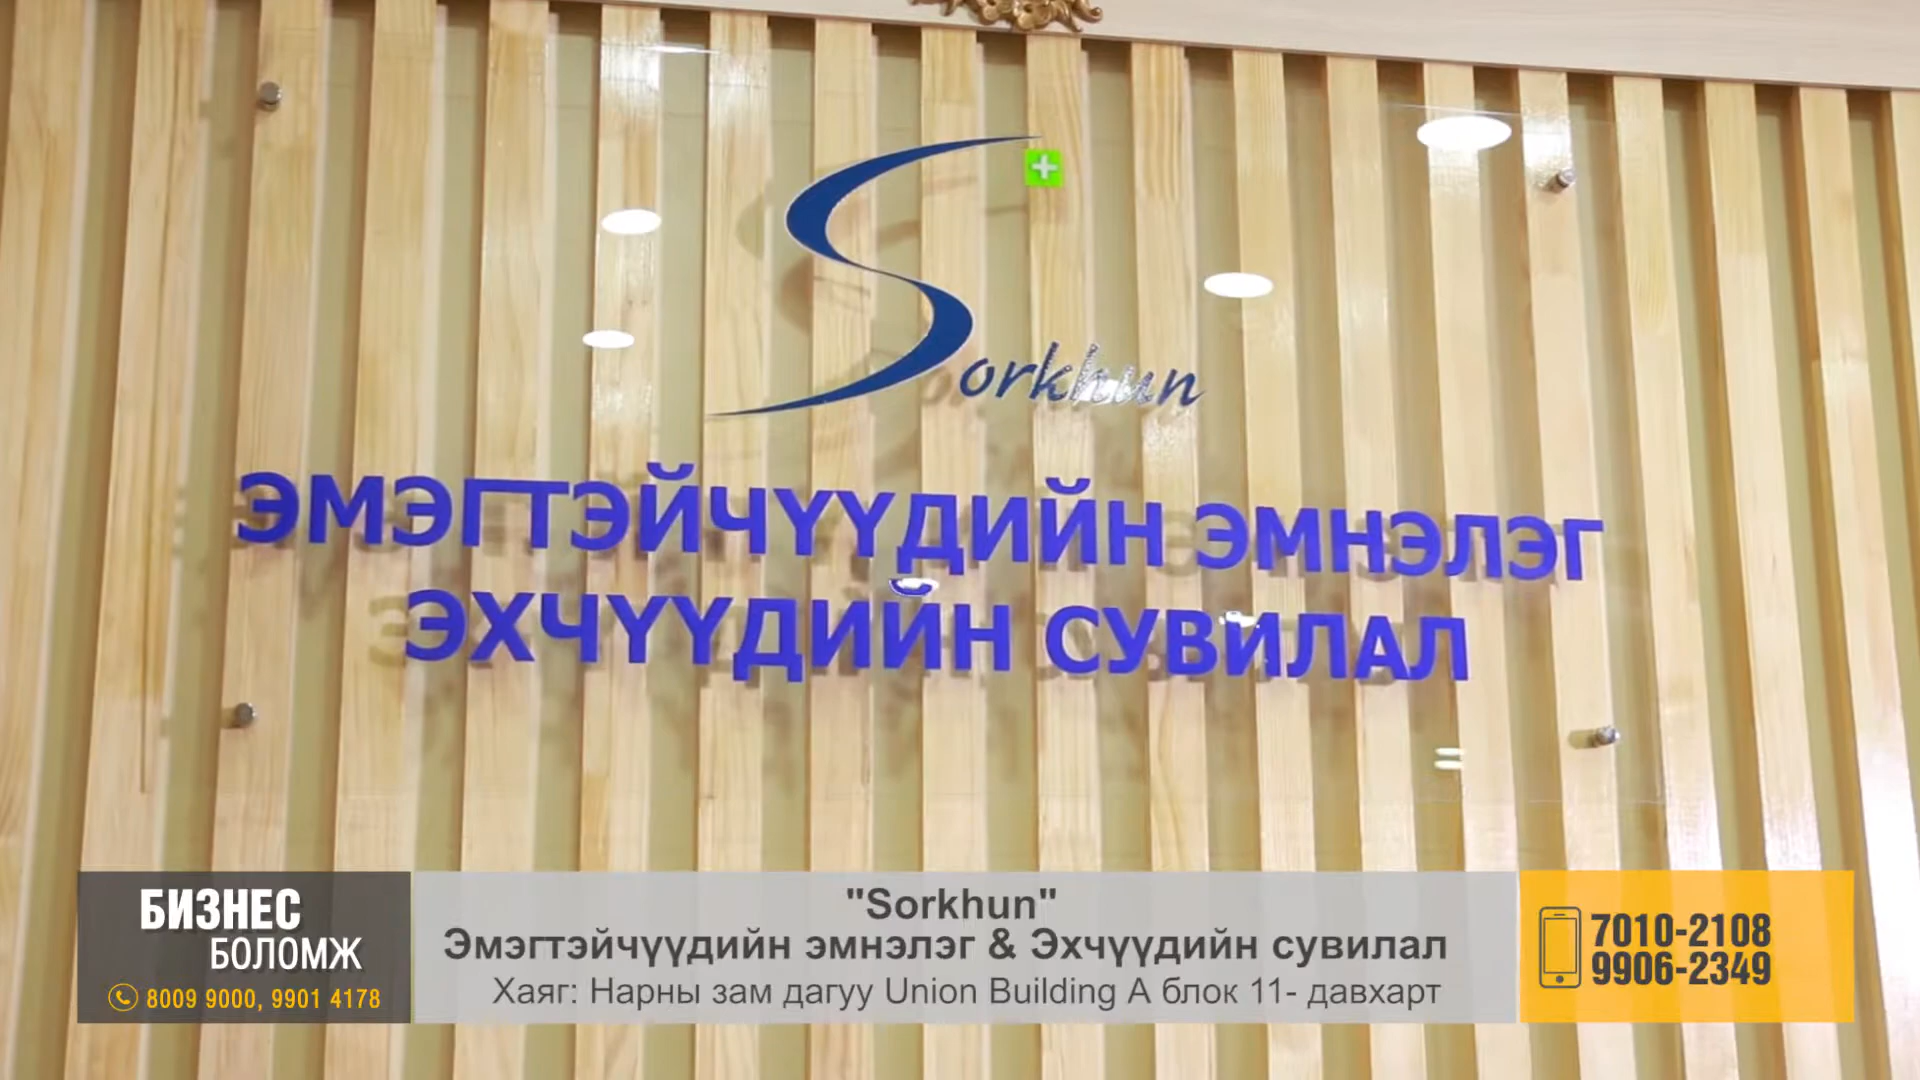 Sorkhun
ЭМЭГТЭЙЧҮҮДИЙН ЭМНЭЛЭГ
ЭХЧҮҮДИЙН СУВИЛАЛ
БИЗНЕС
БОЛОМЖ
8009 9000, 9901 4178
"Sorkhun"
Эмэгтэйчүүдийн эмнэлэг & Эхчүүдийн сувилал
Хаяг: Нарны зам дагуу Union Building A блок 11- давхарт
7010-2108
9906-2349